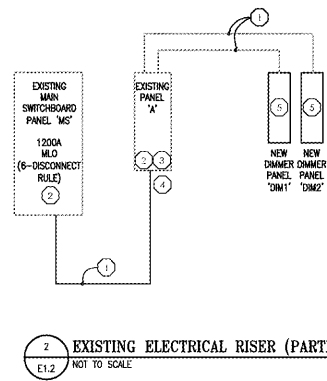 1
EXISTING
MAIN
SWITCHBOARD
PANEL 'MS'
1200A
MLO
(6-DISCONNECT
RULE)
2
EXISTING
PANEL
'A'
2 3
4
5 5
NEW
DIMMER
PANEL
'DIM1'
NEW
DIMMER
PANEL
'DIM2'
1
2
E1.2
EXISTING ELECTRICAL RISER (PARTI
NOT TO SCALE